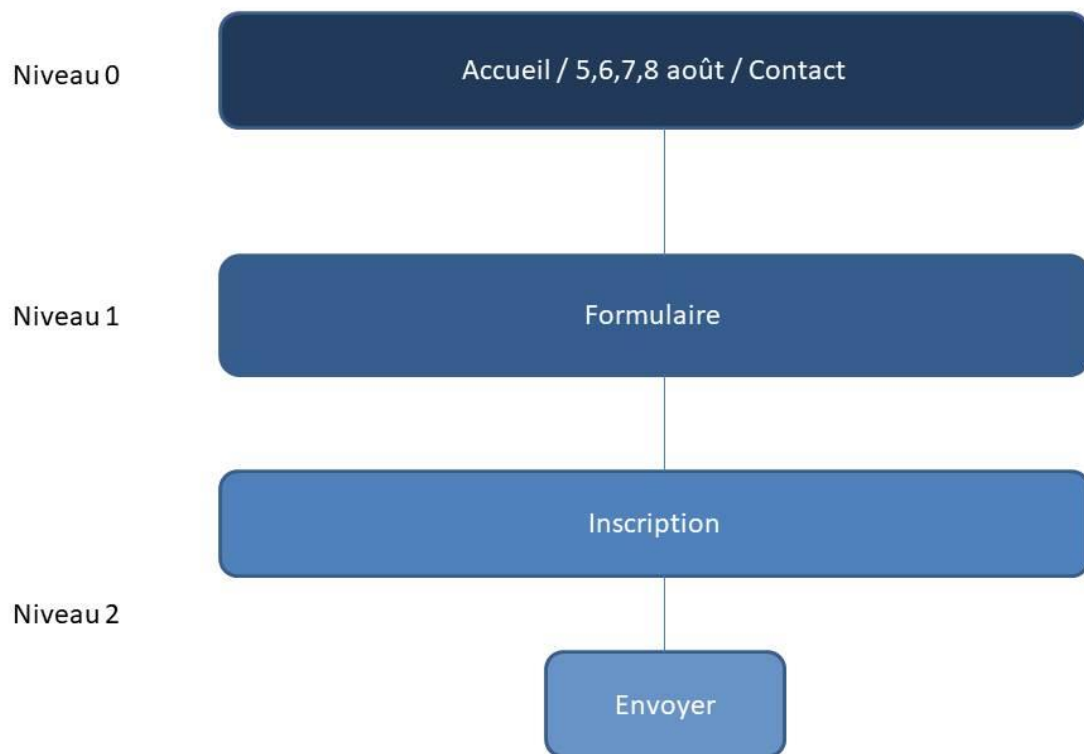 Niveau 0
Accueil / 5,6,7,8 août / Contact
Niveau 1
Formulaire
Inscription
Niveau 2
Envoyer